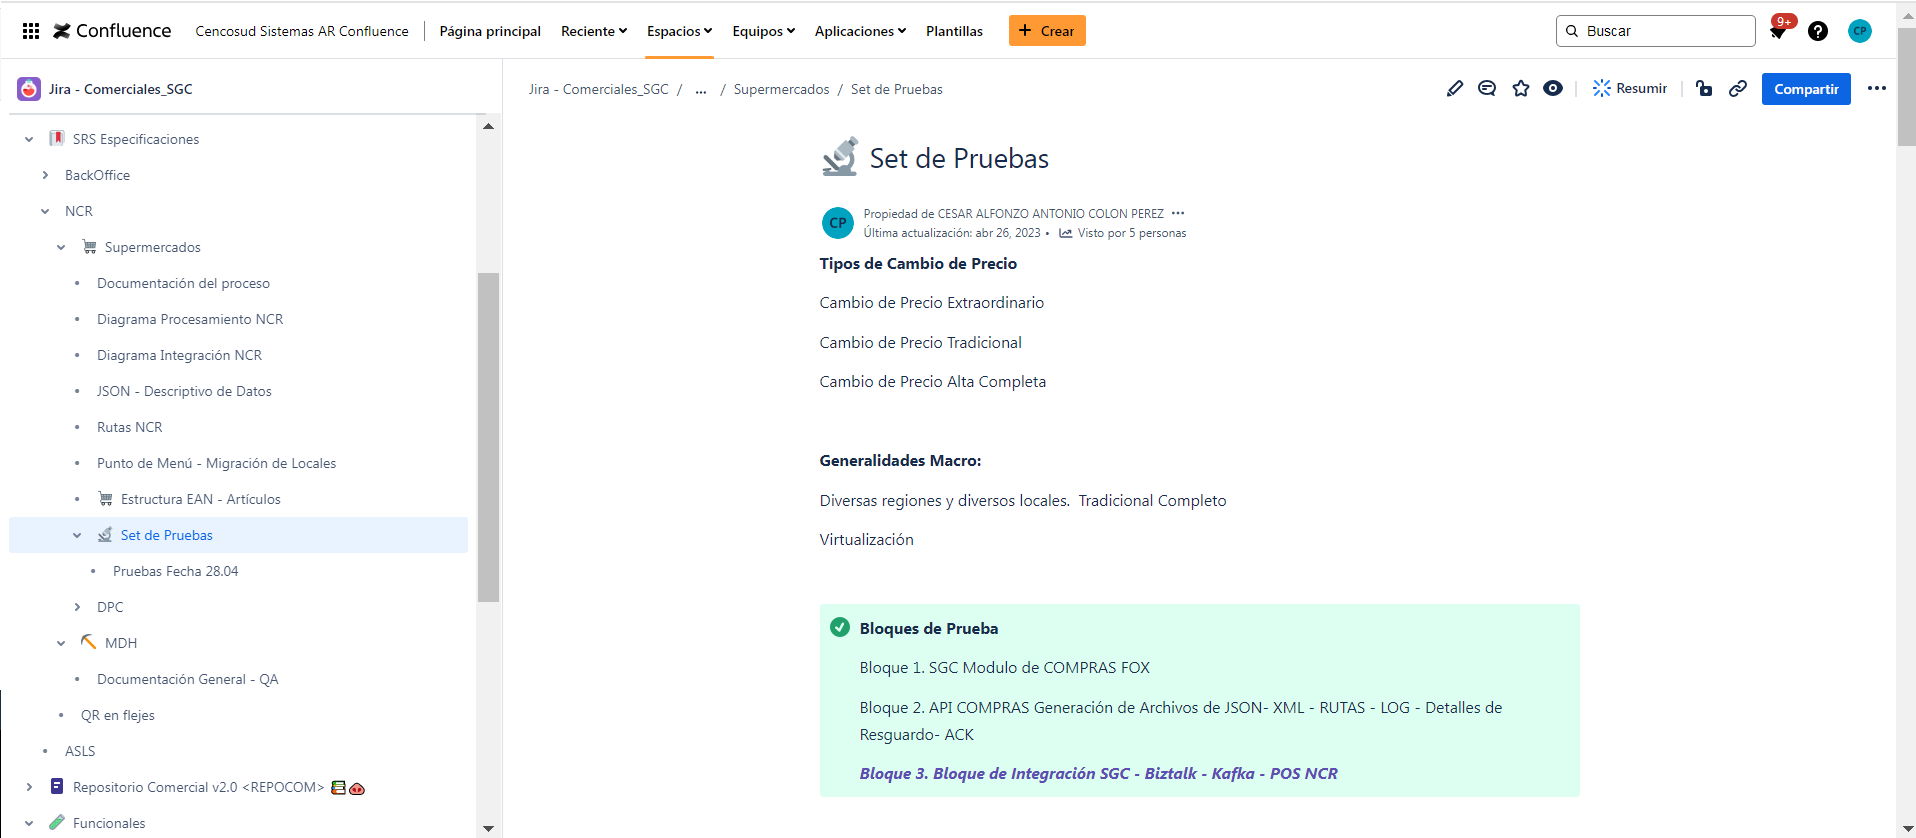 Confluence
Cencosud Sistemas AR Confluence
Página principal
Reciente
Espacios
Equipos
Aplicaciones
Plantillas
+ Crear
Buscar
9+
?
CP
Jira - Comerciales_SGC
SRS Especificaciones
BackOffice
NCR
Supermercados
• Documentación del proceso
• Diagrama Procesamiento NCR
• Diagrama Integración NCR
• JSON - Descriptivo de Datos
• Rutas NCR
• Punto de Menú - Migración de Locales
• Estructura EAN - Artículos
Set de Pruebas
• Pruebas Fecha 28.04
DPC
MDH
• Documentación General - QA
• QR en flejes
• ASLS
Repositorio Comercial v2.0 <REPOCOM>
Funcionales
Jira - Comerciales_SGC / ... / Supermercados / Set de Pruebas
Resumir
Compartir
Set de Pruebas
CP
Propiedad de CESAR ALFONZO ANTONIO COLON PEREZ
Última actualización: abr 26, 2023 • Visto por 5 personas
Tipos de Cambio de Precio
Cambio de Precio Extraordinario
Cambio de Precio Tradicional
Cambio de Precio Alta Completa
Generalidades Macro:
Diversas regiones y diversos locales.  Tradicional Completo
Virtualización
Bloques de Prueba
Bloque 1. SGC Modulo de COMPRAS FOX
Bloque 2. API COMPRAS Generación de Archivos de JSON- XML - RUTAS - LOG - Detalles de
Resguardo- ACK
Bloque 3. Bloque de Integración SGC - Biztalk - Kafka - POS NCR